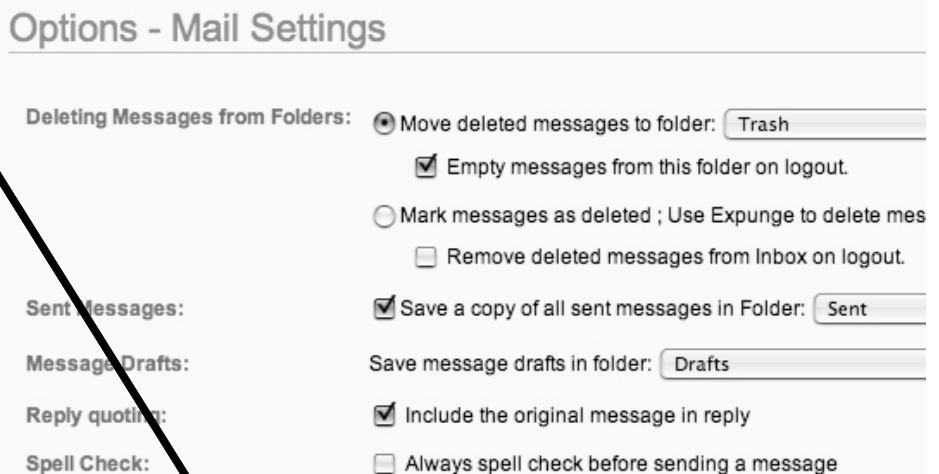 Options - Mail Settings
Deleting Messages from Folders: Move deleted messages to folder: Trash
Empty messages from this folder on logout.
Mark messages as deleted ; Use Expunge to delete mes
Remove deleted messages from Inbox on logout.
Sent Messages: Save a copy of all sent messages in Folder: Sent
Message Drafts: Save message drafts in folder: Drafts
Reply quoting: Include the original message in reply
Spell Check: Always spell check before sending a message